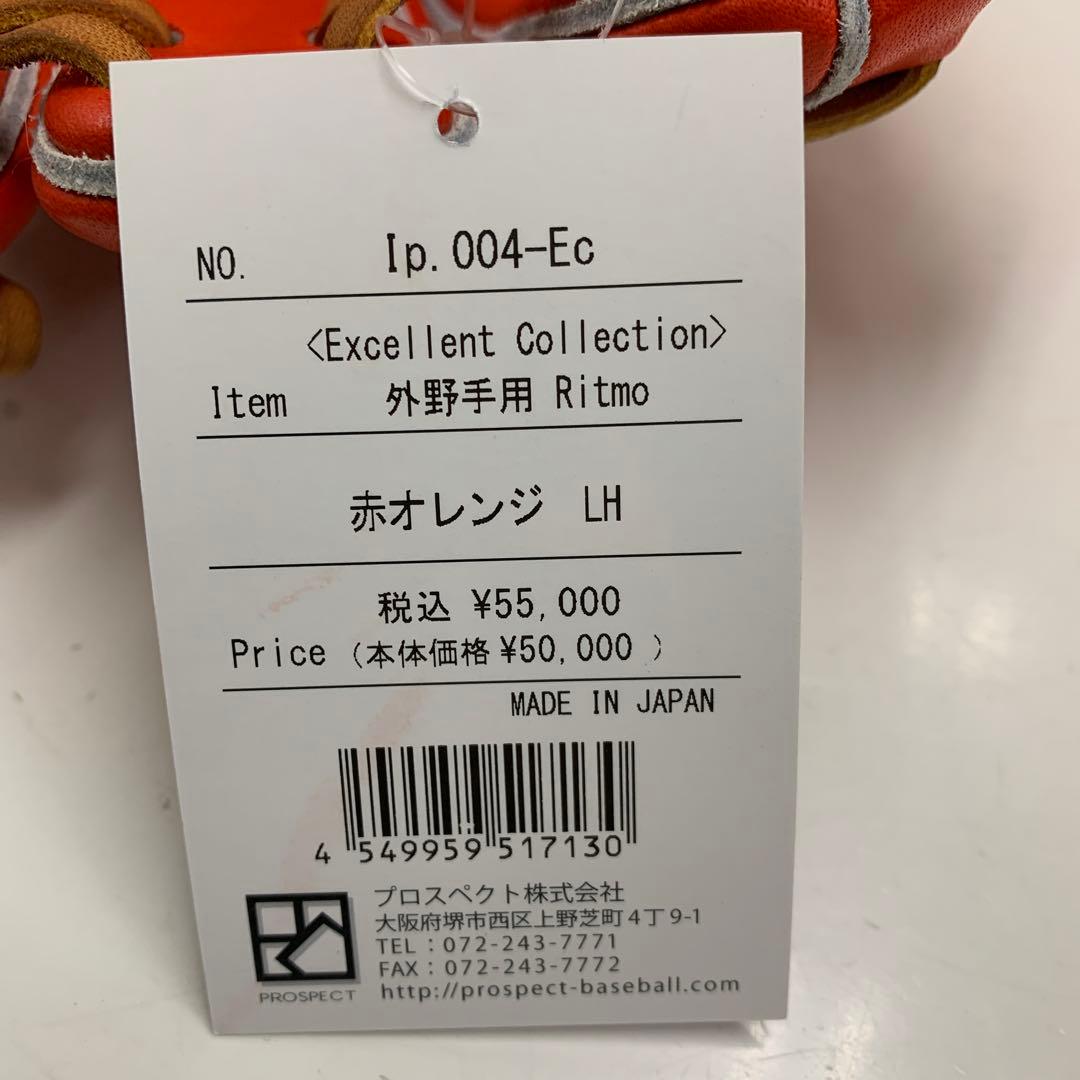 NO. Ip.004-Ec
<Excellent Collection>
Item 外野手用 Ritmo
赤オレンジ LH
税込 ¥55,000
Price (本体価格 ¥50,000 )
MADE IN JAPAN
4 549959 517130
プロスペクト株式会社
大阪府堺市西区上野芝町4丁9-1
TEL : 072-243-7771
FAX : 072-243-7772
PROSPECT http://prospect-baseball.com